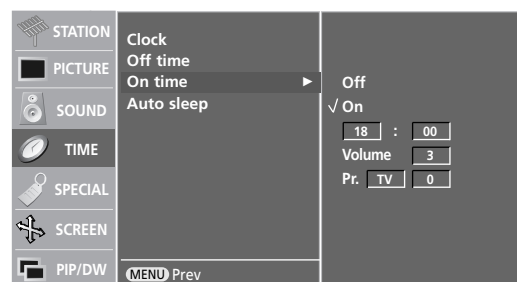 STATION
PICTURE
SOUND
TIME
SPECIAL
SCREEN
PIP/DW
Clock
Off time
On time ►
Auto sleep
MENU Prev
Off
√ On
18 : 00
Volume 3
Pr. TV 0